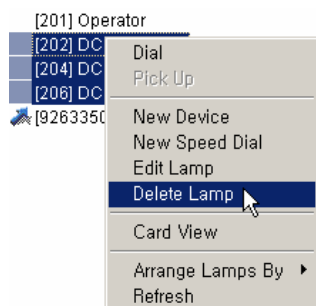 [201] Operator
[202] DC
[204] DC
[206] DC
[9263350
Dial
Pick Up
New Device
New Speed Dial
Edit Lamp
Delete Lamp
Card View
Arrange Lamps By
Refresh